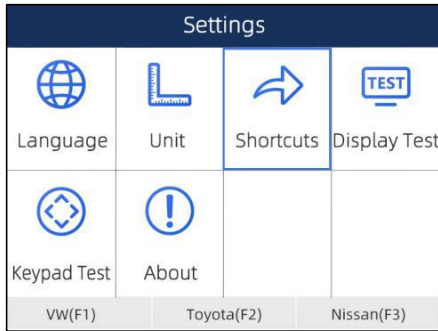 Settings
TEST
Language Unit Shortcuts Display Test
Keypad Test About
VW(F1) Toyota(F2) Nissan(F3)